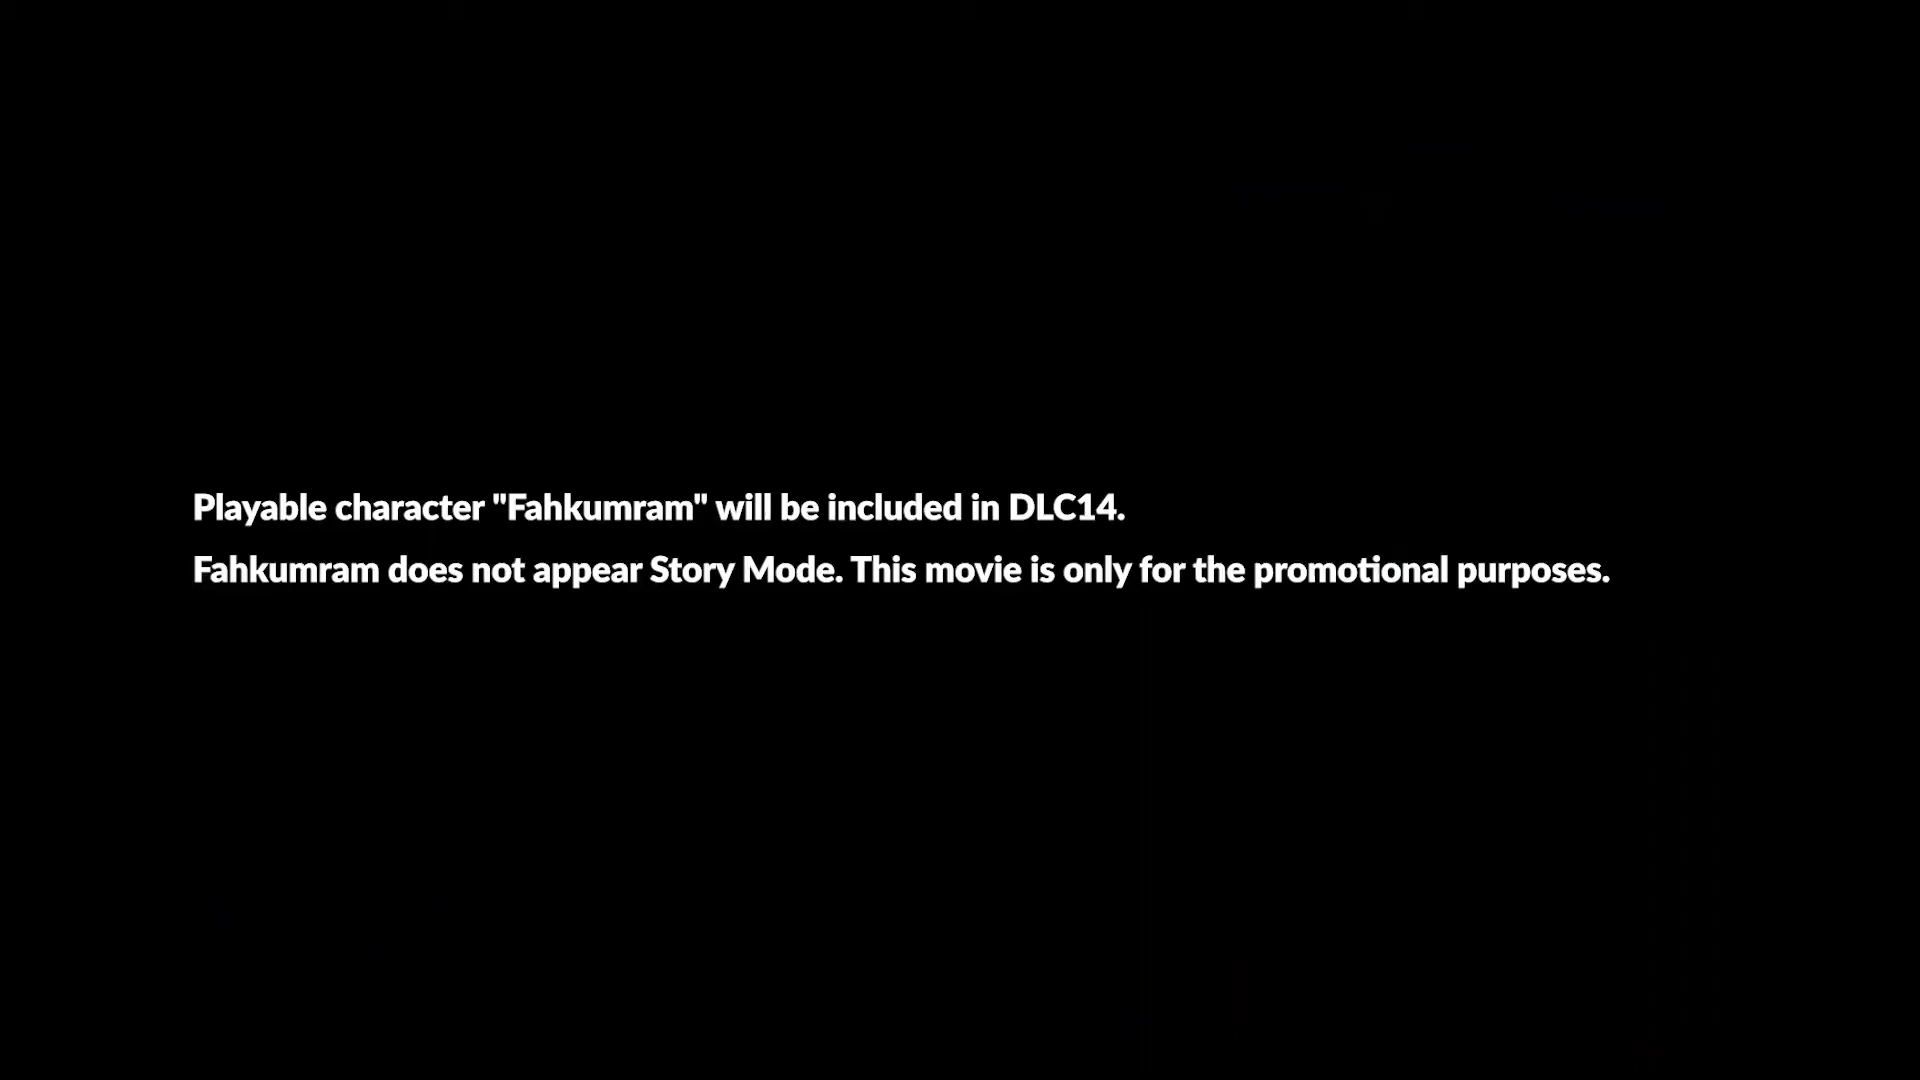 Playable character "Fahkumram" will be included in DLC14.
Fahkumram does not appear Story Mode. This movie is only for the promotional purposes.